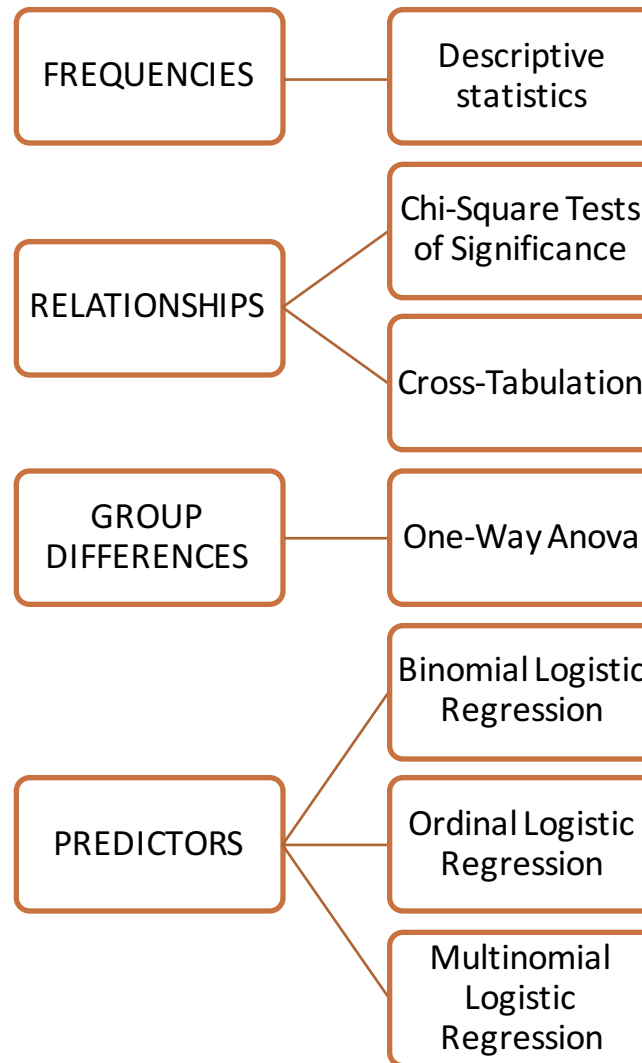 FREQUENCIES
Descriptive
statistics
RELATIONSHIPS
Chi-Square Tests
of Significance
Cross-Tabulation
GROUP
DIFFERENCES
One-Way Anova
PREDICTORS
Binomial Logistic
Regression
Ordinal Logistic
Regression
Multinomial
Logistic
Regression